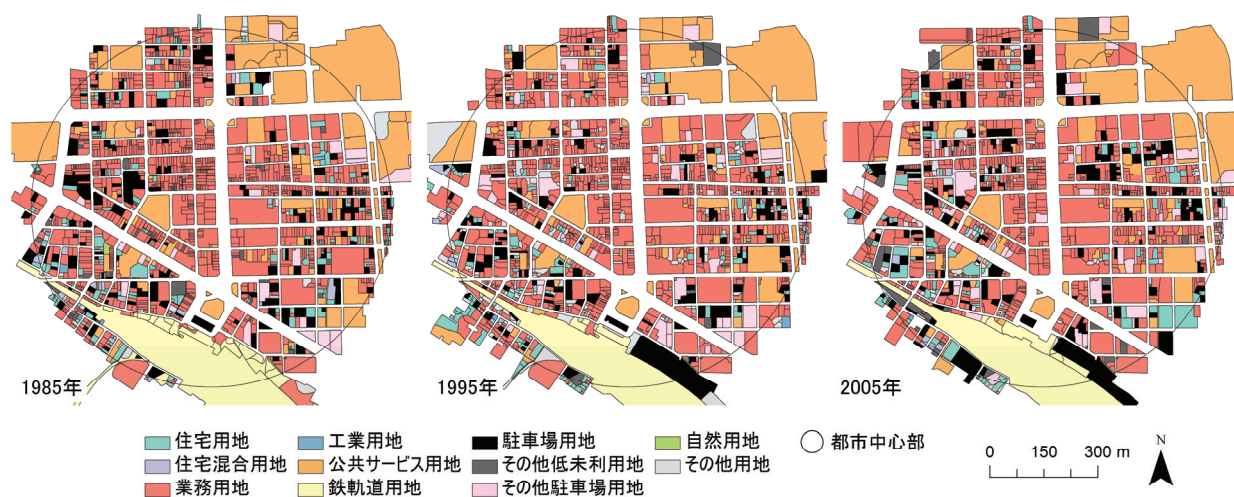 1985年
1995年
2005年
住宅用地
工業用地
駐車場用地
自然用地
都市中心部
住宅混合用地
公共サービス用地
その他低未利用地
その他用地
業務用地
鉄軌道用地
その他駐車場用地
0 150 300 m
N